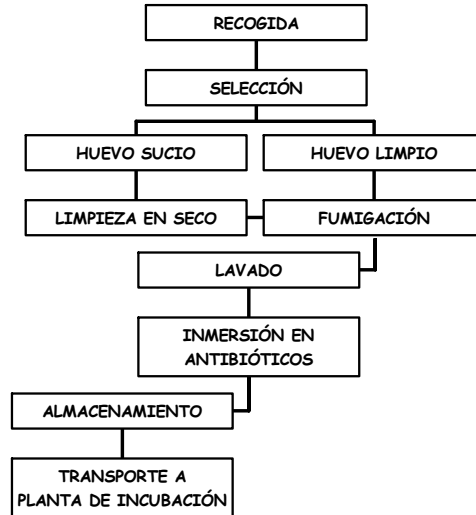 RECOGIDA
SELECCIÓN
HUEVO SUCIO
HUEVO LIMPIO
LIMPIEZA EN SECO
FUMIGACIÓN
LAVADO
INMERSIÓN EN
ANTIBIÓTICOS
ALMACENAMIENTO
TRANSPORTE A
PLANTA DE INCUBACIÓN